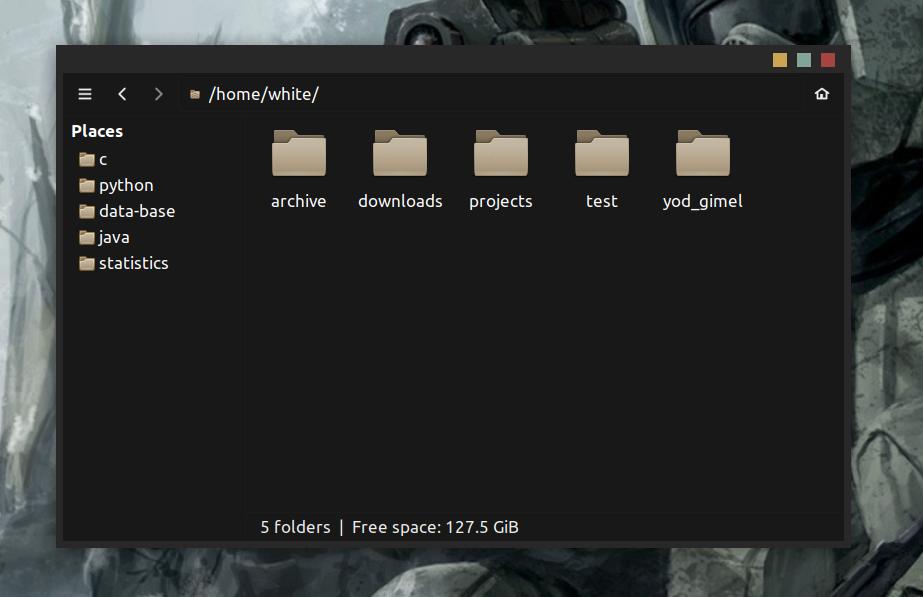 /home/white/
Places
c
python
data-base
java
statistics
archive
downloads
projects
test
yod_gimel
5 folders | Free space: 127.5 GiB